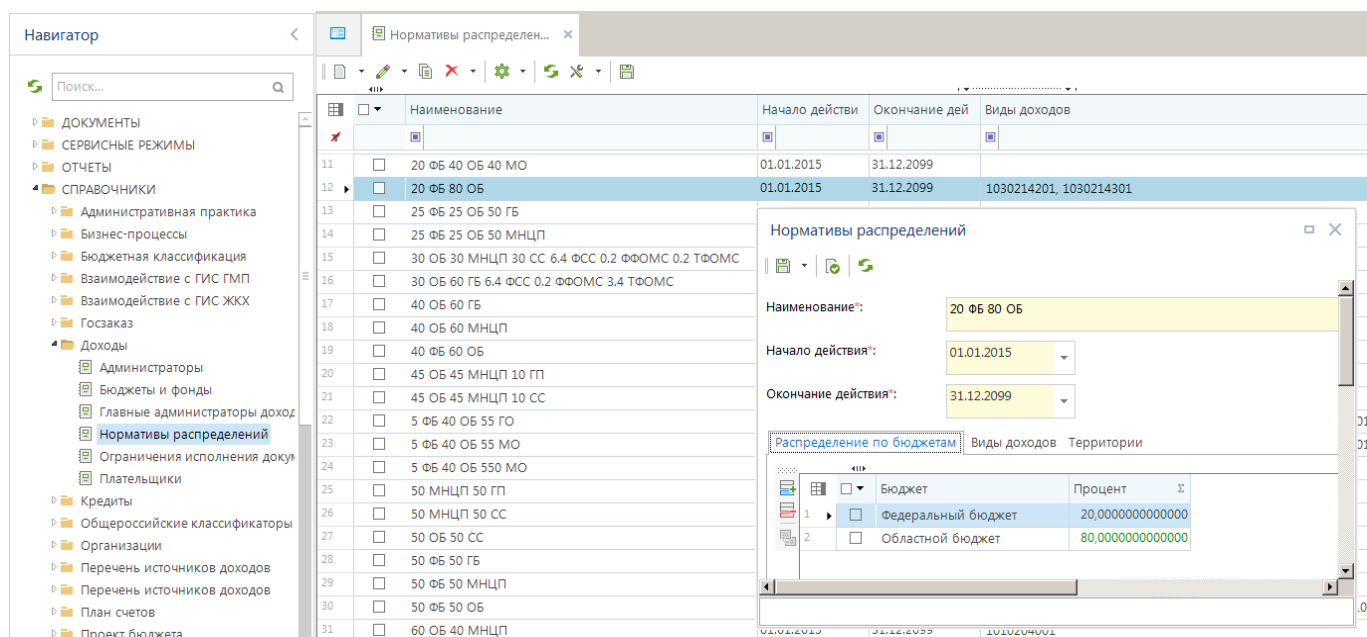 Навигатор
Поиск...
ДОКУМЕНТЫ
СЕРВИСНЫЕ РЕЖИМЫ
ОТЧЕТЫ
СПРАВОЧНИКИ
Административная практика
Бизнес-процессы
Бюджетная классификация
Взаимодействие с ГИС ГМП
Взаимодействие с ГИС ЖКХ
Госзаказ
Доходы
Администраторы
Бюджеты и фонды
Главные администраторы доход
Нормативы распределений
Ограничения исполнения докум
Плательщики
Кредиты
Общероссийские классификаторы
Организации
Перечень источников доходов
Перечень источников доходов
План счетов
Проект бюджета
Нормативы распределен...
Наименование Начало действи Окончание дей Виды доходов
11 20 ФБ 40 ОБ 40 МО 01.01.2015 31.12.2099
12 20 ФБ 80 ОБ 01.01.2015 31.12.2099 1030214201, 1030214301
13 25 ФБ 25 ОБ 50 ГБ
14 25 ФБ 25 ОБ 50 МНЦП
15 30 ОБ 30 МНЦП 30 СС 6.4 ФСС 0.2 ФФОМС 0.2 ТФОМС
16 30 ОБ 60 ГБ 6.4 ФСС 0.2 ФФОМС 3.4 ТФОМС
17 40 ОБ 60 ГБ
18 40 ОБ 60 МНЦП
19 40 ФБ 60 ОБ
20 45 ОБ 45 МНЦП 10 ГП
21 45 ОБ 45 МНЦП 10 СС
22 5 ФБ 40 ОБ 55 ГО
23 5 ФБ 40 ОБ 55 МО
24 5 ФБ 40 ОБ 550 МО
25 50 МНЦП 50 ГП
26 50 МНЦП 50 СС
27 50 ОБ 50 СС
28 50 ФБ 50 ГБ
29 50 ФБ 50 МНЦП
30 50 ФБ 50 ОБ
31 60 ОБ 40 МНЦП 01.01.2015 31.12.2099 1010204001
Нормативы распределений
Наименование*: 20 ФБ 80 ОБ
Начало действия*: 01.01.2015
Окончание действия*: 31.12.2099
Распределение по бюджетам Виды доходов Территории
Бюджет Процент Σ
1 Федеральный бюджет 20,0000000000000
2 Областной бюджет 80,0000000000000